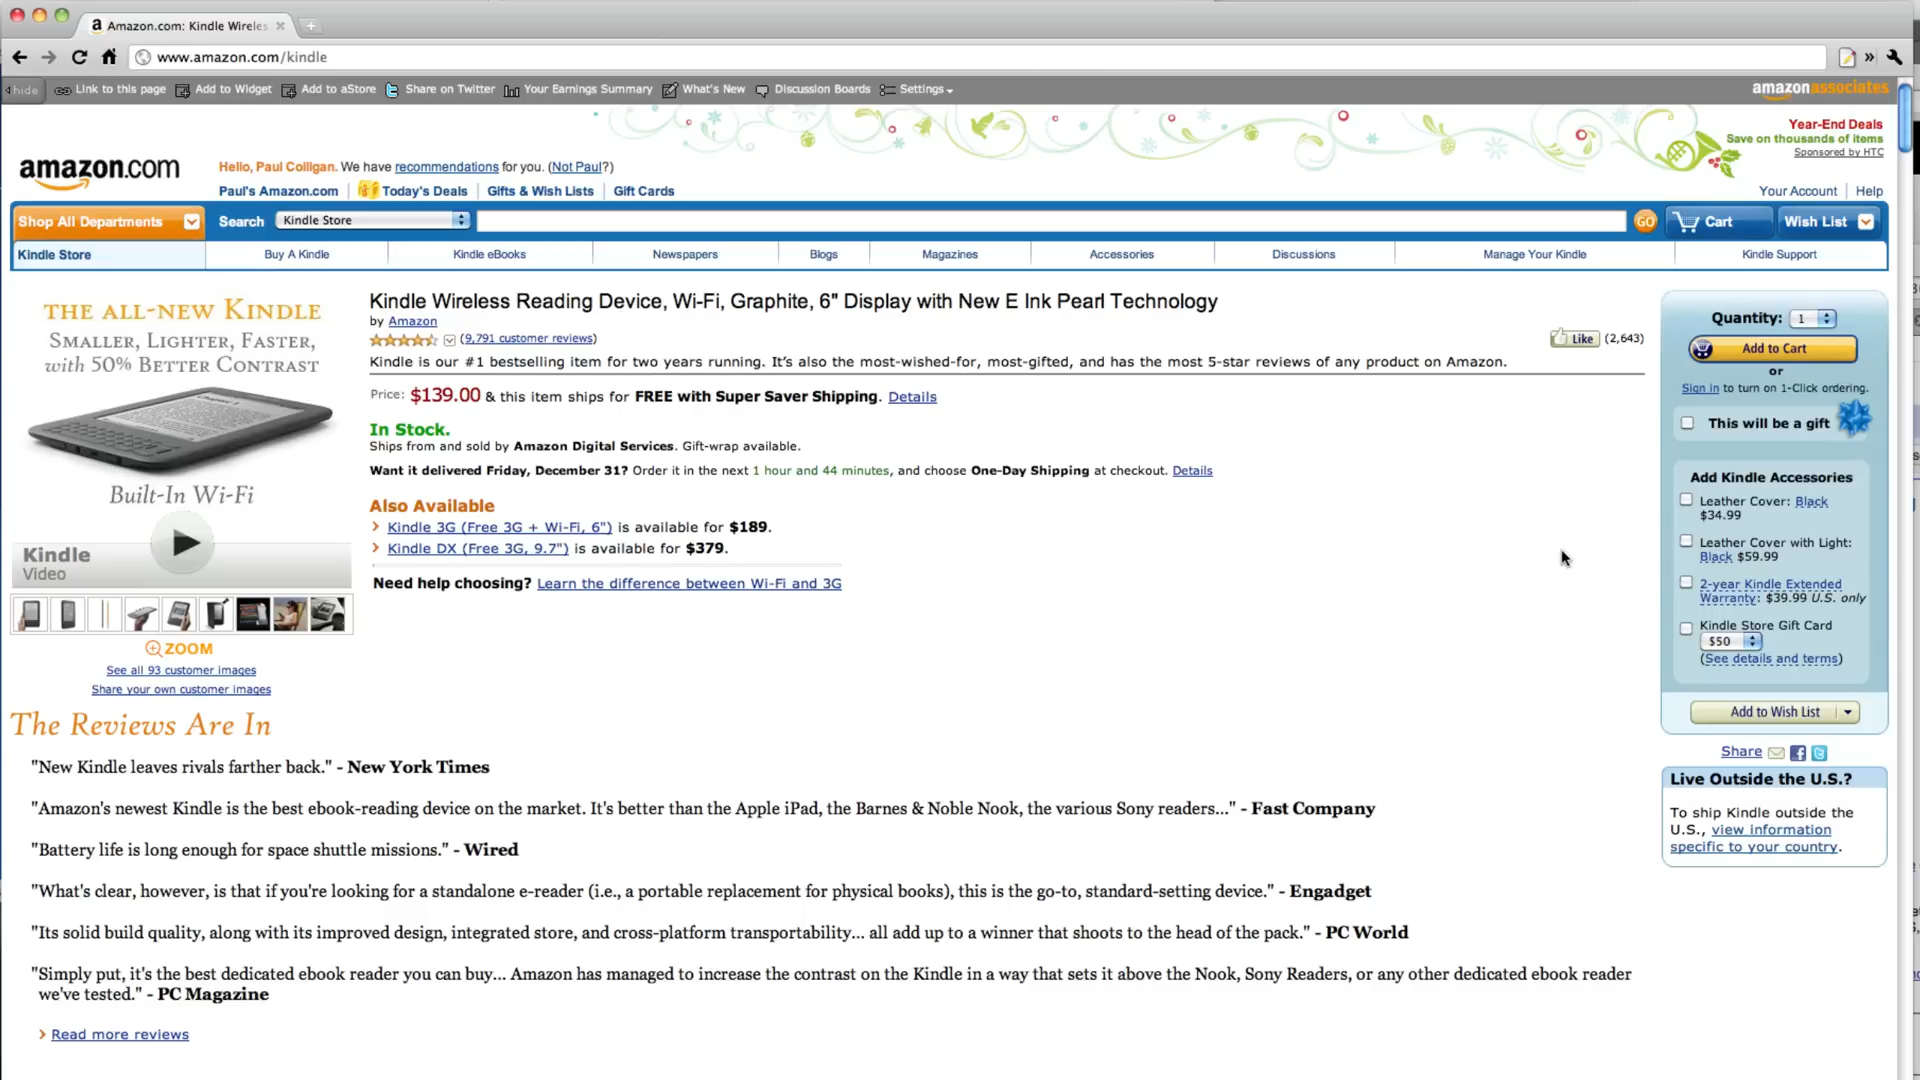 Amazon.com: Kindle Wireles
www.amazon.com/kindle
hide Link to this page Add to Widget Add to aStore Share on Twitter Your Earnings Summary What's New Discussion Boards Settings amazonassociates
Year-End Deals
Save on thousands of items
Sponsored by HTC
amazon.com
Hello, Paul Colligan. We have recommendations for you. (Not Paul?)
Paul's Amazon.com Today's Deals Gifts & Wish Lists Gift Cards Your Account Help
Shop All Departments Search Kindle Store GO Cart Wish List
Kindle Store Buy A Kindle Kindle eBooks Newspapers Blogs Magazines Accessories Discussions Manage Your Kindle Kindle Support
THE ALL-NEW KINDLE
SMALLER, LIGHTER, FASTER,
with 50% BETTER CONTRAST
Built-In Wi-Fi
Kindle
Video
ZOOM
See all 93 customer images
Share your own customer images
Kindle Wireless Reading Device, Wi-Fi, Graphite, 6" Display with New E Ink Pearl Technology
by Amazon
(9,791 customer reviews) Like (2,643)
Kindle is our #1 bestselling item for two years running. It's also the most-wished-for, most-gifted, and has the most 5-star reviews of any product on Amazon.
Price: $139.00 & this item ships for FREE with Super Saver Shipping. Details
In Stock.
Ships from and sold by Amazon Digital Services. Gift-wrap available.
Want it delivered Friday, December 31? Order it in the next 1 hour and 44 minutes, and choose One-Day Shipping at checkout. Details
Also Available
Kindle 3G (Free 3G + Wi-Fi, 6") is available for $189.
Kindle DX (Free 3G, 9.7") is available for $379.
Need help choosing? Learn the difference between Wi-Fi and 3G
Quantity: 1
Add to Cart
or
Sign in to turn on 1-Click ordering.
This will be a gift
Add Kindle Accessories
Leather Cover: Black
$34.99
Leather Cover with Light:
Black $59.99
2-year Kindle Extended
Warranty: $39.99 U.S. only
Kindle Store Gift Card
$50
(See details and terms)
Add to Wish List
Share
Live Outside the U.S.?
To ship Kindle outside the
U.S., view information
specific to your country.
The Reviews Are In
"New Kindle leaves rivals farther back." - New York Times
"Amazon's newest Kindle is the best ebook-reading device on the market. It's better than the Apple iPad, the Barnes & Noble Nook, the various Sony readers..." - Fast Company
"Battery life is long enough for space shuttle missions." - Wired
"What's clear, however, is that if you're looking for a standalone e-reader (i.e., a portable replacement for physical books), this is the go-to, standard-setting device." - Engadget
"Its solid build quality, along with its improved design, integrated store, and cross-platform transportability... all add up to a winner that shoots to the head of the pack." - PC World
"Simply put, it's the best dedicated ebook reader you can buy... Amazon has managed to increase the contrast on the Kindle in a way that sets it above the Nook, Sony Readers, or any other dedicated ebook reader
we've tested." - PC Magazine
Read more reviews